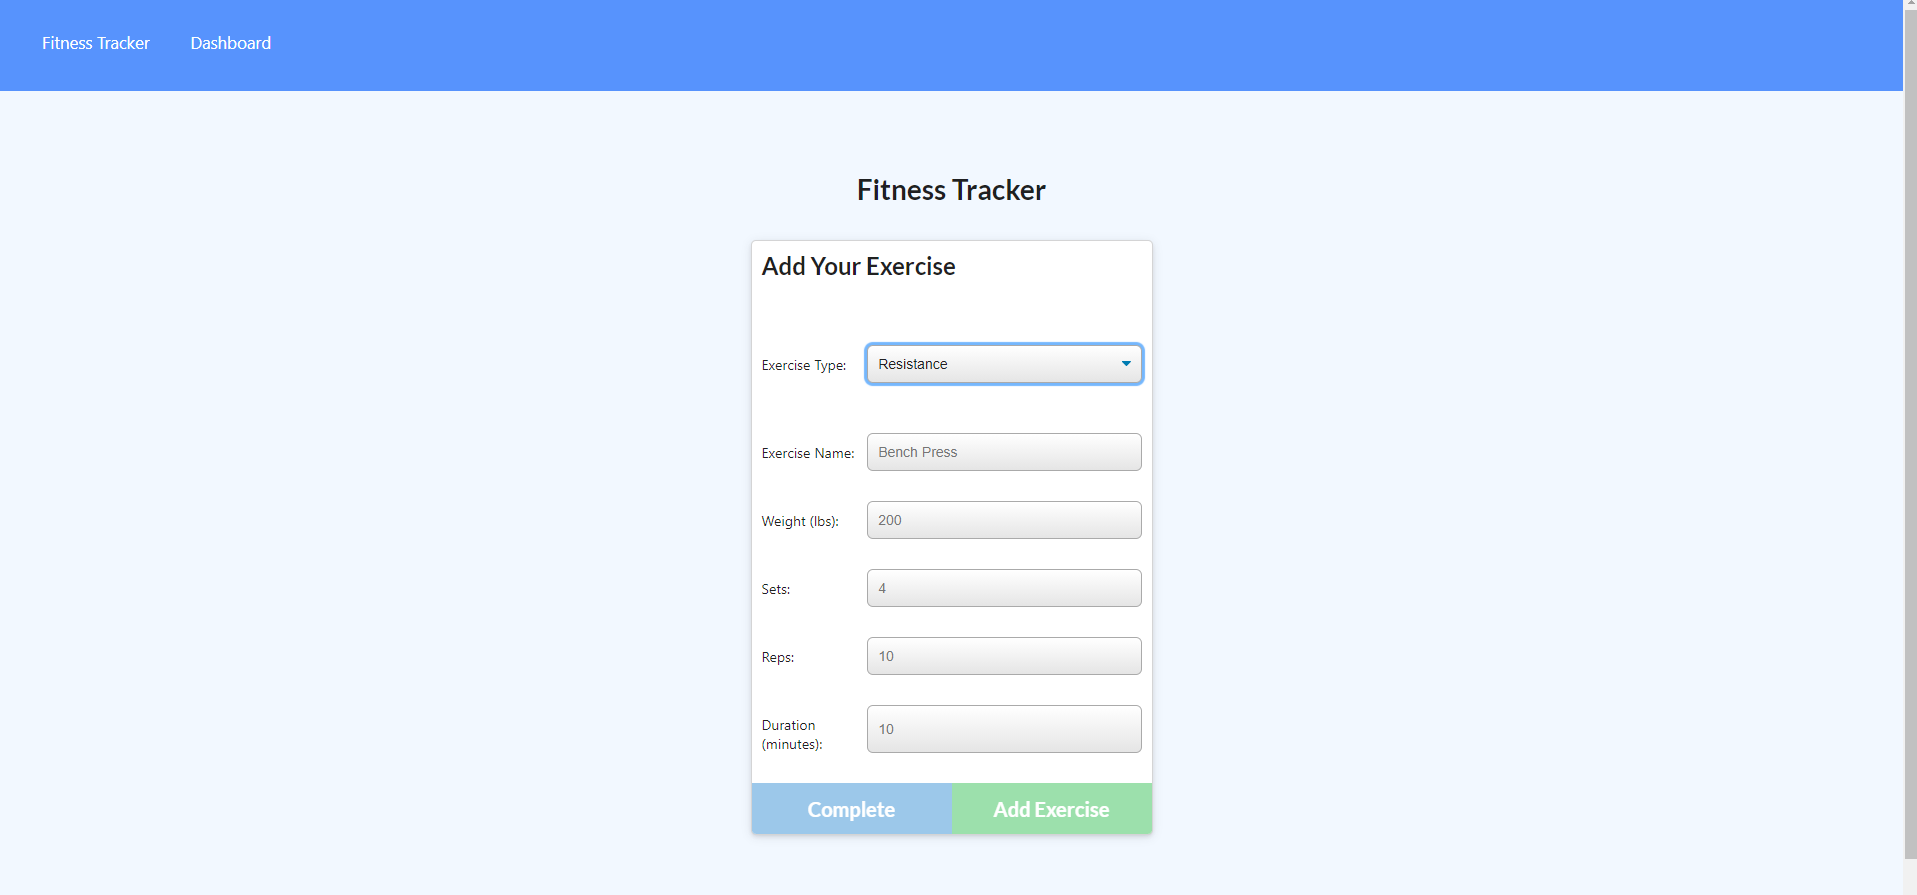 Fitness Tracker Dashboard
Fitness Tracker
Add Your Exercise
Exercise Type: Resistance
Exercise Name: Bench Press
Weight (lbs): 200
Sets: 4
Reps: 10
Duration
(minutes): 10
Complete Add Exercise